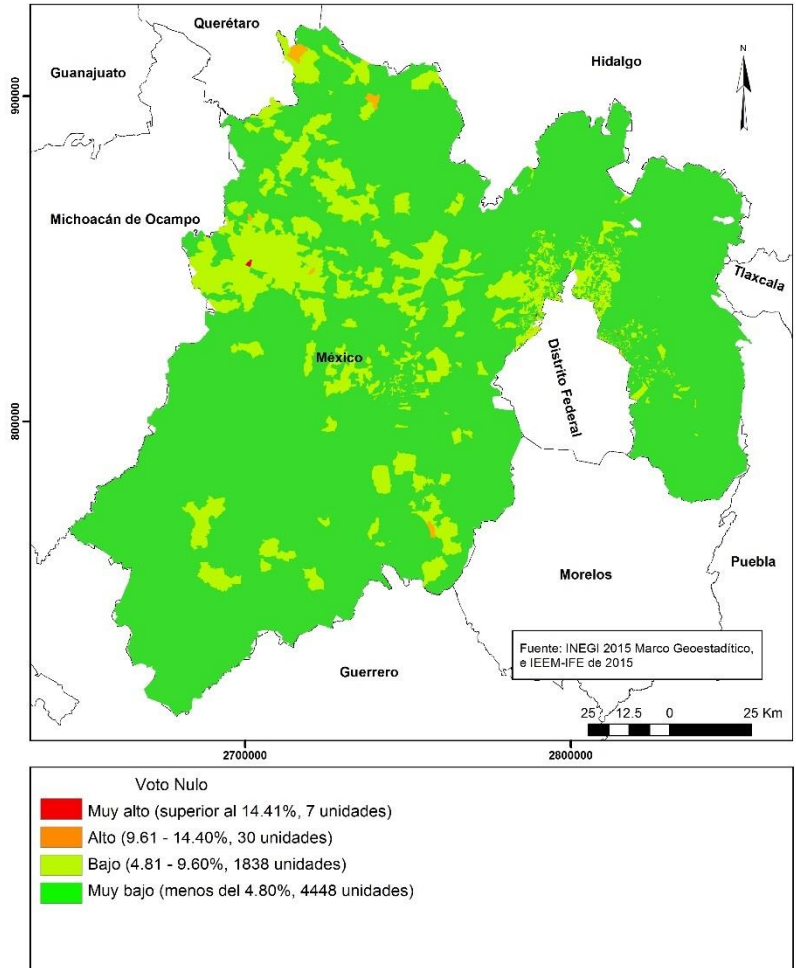 Querétaro
Guanajuato
Hidalgo
N
900000
Michoacán de Ocampo
?
Tlaxcala
México
Distrito Federal
800000
Morelos
Puebla
Fuente: INEGI 2015 Marco Geoestadítico,
e IEEM-IFE de 2015
Guerrero
25 12.5 0 25 Km
2700000 2800000
Voto Nulo
Muy alto (superior al 14.41%, 7 unidades)
Alto (9.61 - 14.40%, 30 unidades)
Bajo (4.81 - 9.60%, 1838 unidades)
Muy bajo (menos del 4.80%, 4448 unidades)